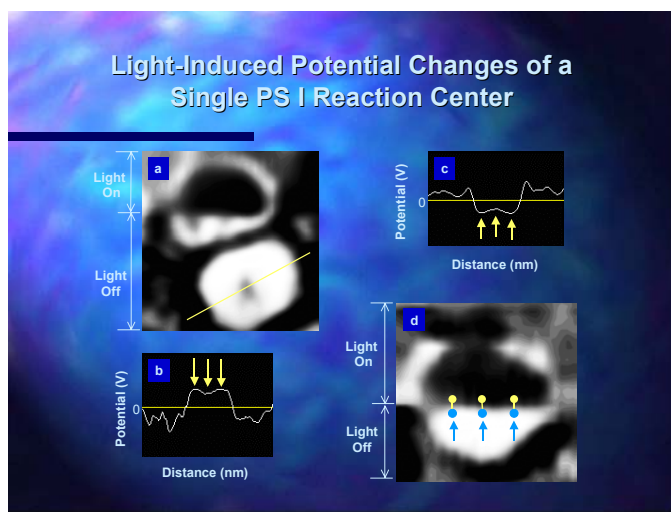 Light-Induced Potential Changes of a
Single PS I Reaction Center
a
Light
On
Light
Off
b
Potential (V)
0
Distance (nm)
c
Potential (V)
0
Distance (nm)
d
Light
On
Light
Off